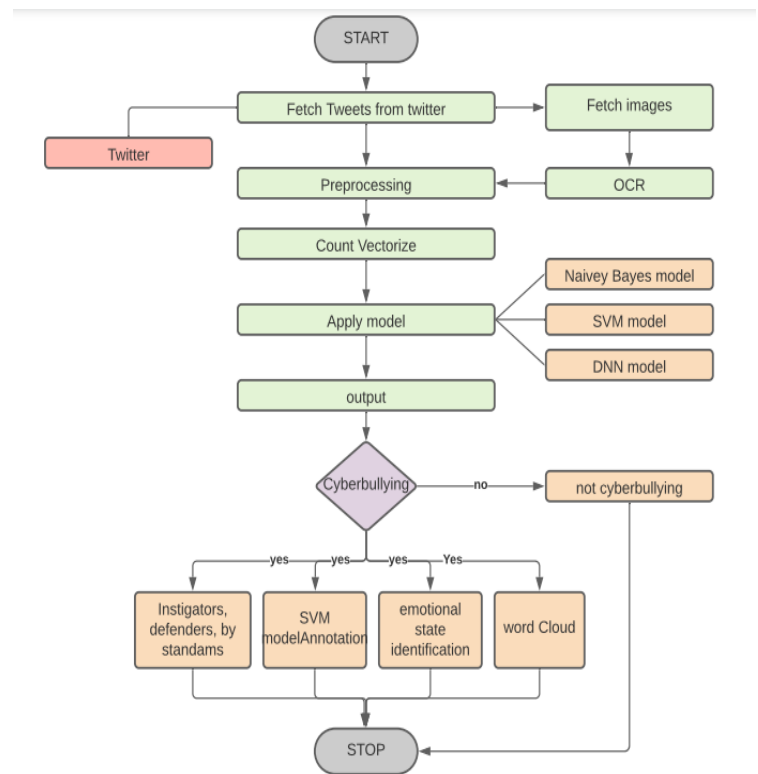 START
Fetch Tweets from twitter
Fetch images
Twitter
Preprocessing
OCR
Count Vectorize
Naivey Bayes model
Apply model
SVM model
DNN model
output
Cyberbullying
no
not cyberbullying
yes
yes
yes
Yes
Instigators,
defenders, by
standams
SVM
modelAnnotation
emotional
state
identification
word Cloud
STOP